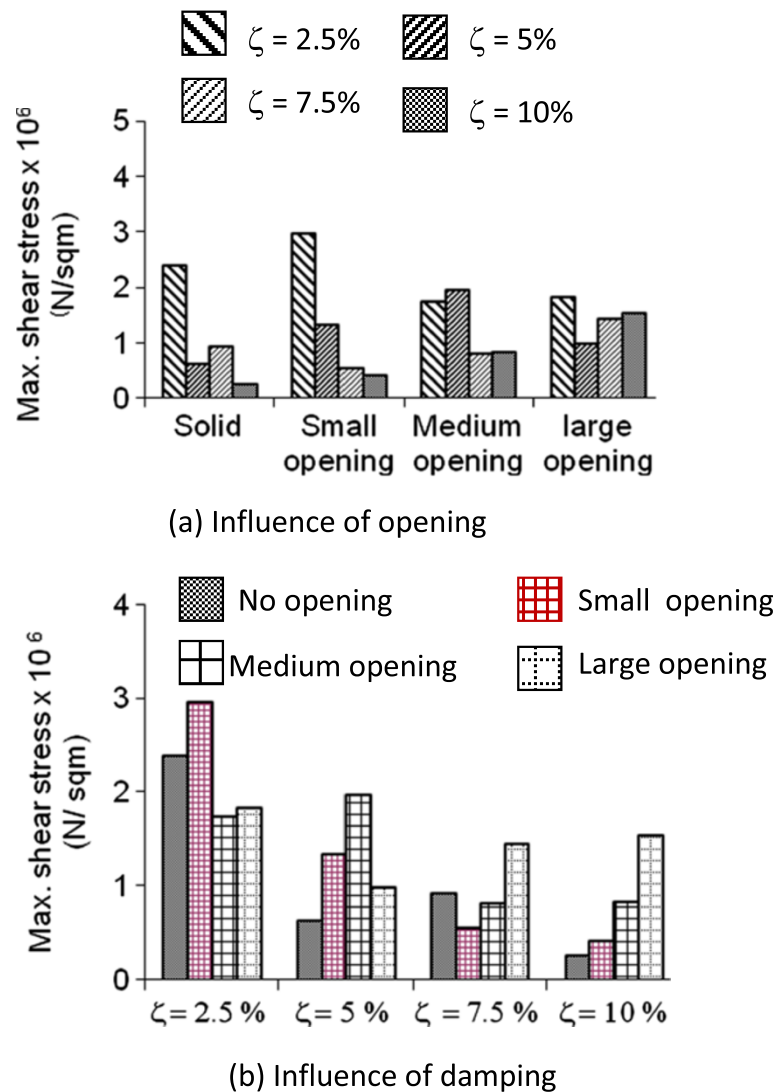 ζ = 2.5% ζ = 5%
ζ = 7.5% ζ = 10%
Max. shear stress x 10⁶
(N/sqm)
5
4
3
2
1
0
Solid Small opening Medium opening large opening
(a) Influence of opening
No opening Small opening
Medium opening Large opening
Max. shear stress x 10⁶
(N/ sqm)
4
3
2
1
0
ζ= 2.5 % ζ= 5 % ζ= 7.5 % ζ= 10 %
(b) Influence of damping